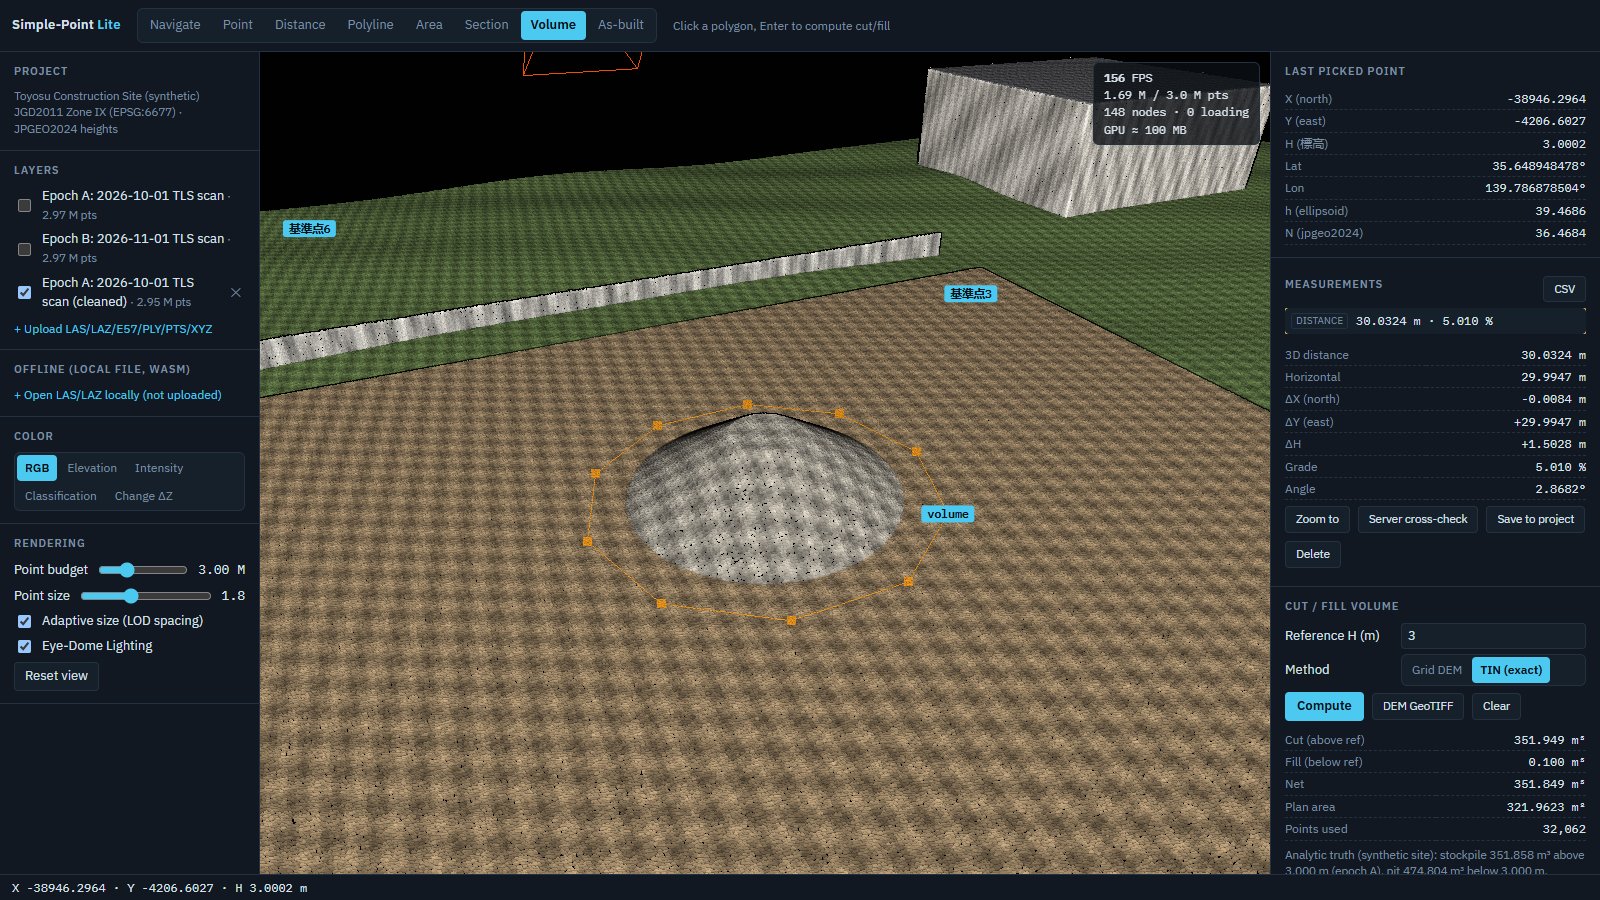 Simple-Point Lite
Navigate Point Distance Polyline Area Section Volume As-built
Click a polygon, Enter to compute cut/fill
PROJECT
Toyosu Construction Site (synthetic)
JGD2011 Zone IX (EPSG:6677) ·
JPGEO2024 heights
LAYERS
Epoch A: 2026-10-01 TLS scan ·
2.97 M pts
Epoch B: 2026-11-01 TLS scan ·
2.97 M pts
Epoch A: 2026-10-01 TLS
scan (cleaned) · 2.95 M pts
+ Upload LAS/LAZ/E57/PLY/PTS/XYZ
OFFLINE (LOCAL FILE, WASM)
+ Open LAS/LAZ locally (not uploaded)
COLOR
RGB Elevation Intensity
Classification Change ΔZ
RENDERING
Point budget 3.00 M
Point size 1.8
Adaptive size (LOD spacing)
Eye-Dome Lighting
Reset view
156 FPS
1.69 M / 3.0 M pts
148 nodes · 0 loading
GPU ≈ 100 MB
基準点6
基準点3
volume
LAST PICKED POINT
X (north) -38946.2964
Y (east) -4206.6027
H (標高) 3.0002
Lat 35.648948478°
Lon 139.786878504°
h (ellipsoid) 39.4686
N (jpgeo2024) 36.4684
MEASUREMENTS
CSV
DISTANCE 30.0324 m · 5.010 %
3D distance 30.0324 m
Horizontal 29.9947 m
ΔX (north) -0.0084 m
ΔY (east) +29.9947 m
ΔH +1.5028 m
Grade 5.010 %
Angle 2.8682°
Zoom to Server cross-check Save to project
Delete
CUT / FILL VOLUME
Reference H (m) 3
Method Grid DEM TIN (exact)
Compute DEM GeoTIFF Clear
Cut (above ref) 351.949 m³
Fill (below ref) 0.100 m³
Net 351.849 m³
Plan area 321.9623 m²
Points used 32,062
Analytic truth (synthetic site): stockpile 351.858 m³ above
3.000 m (epoch A), pit 474.804 m³ below 3.000 m.
X -38946.2964 · Y -4206.6027 · H 3.0002 m